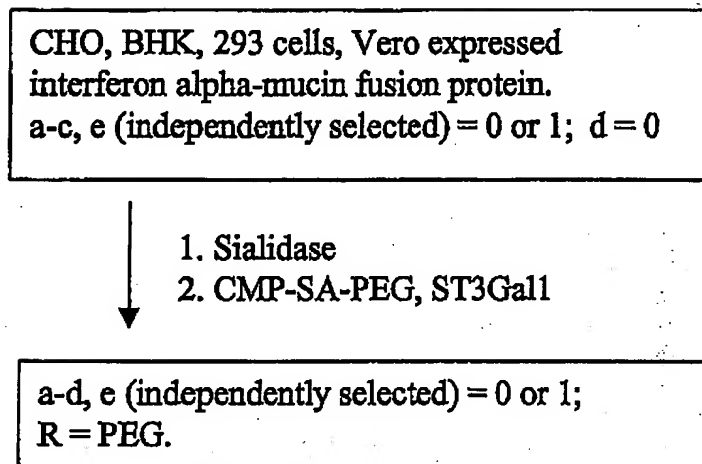 CHO, BHK, 293 cells, Vero expressed
interferon alpha-mucin fusion protein.
a-c, e (independently selected) = 0 or 1; d = 0
1. Sialidase
2. CMP-SA-PEG, ST3Gal1
a-d, e (independently selected) = 0 or 1;
R = PEG.